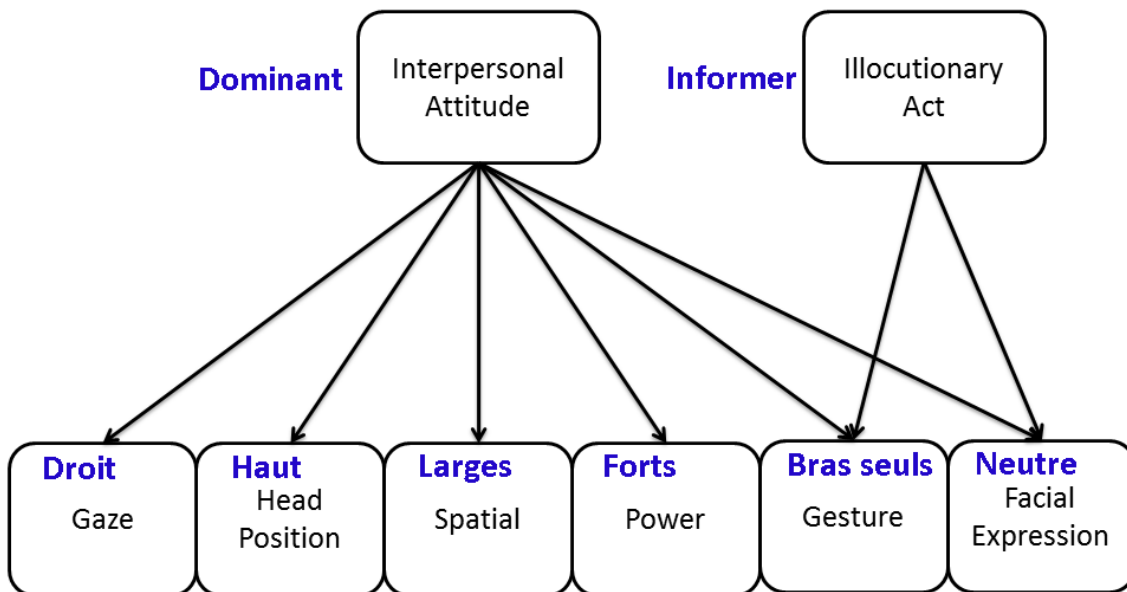 Dominant
Interpersonal
Attitude
Informer
Illocutionary
Act
Droit
Gaze
Haut
Head
Position
Larges
Spatial
Forts
Power
Bras seuls
Gesture
Neutre
Facial
Expression